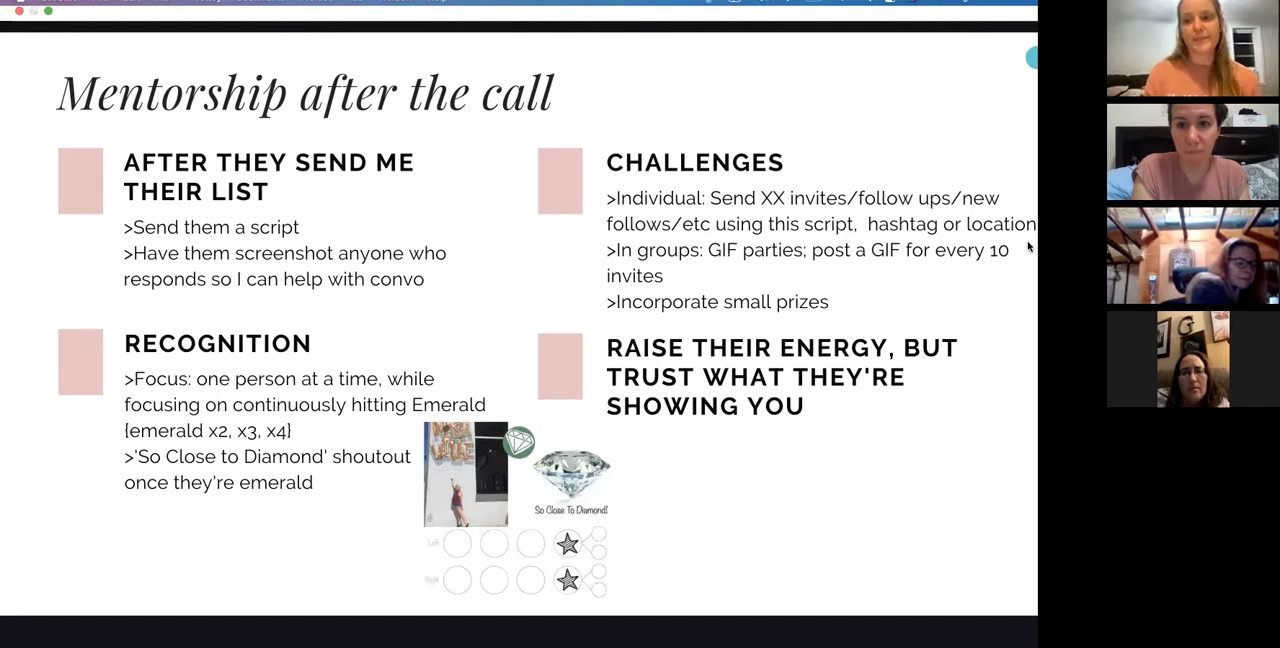 Mentorship after the call
AFTER THEY SEND ME
THEIR LIST
>Send them a script
>Have them screenshot anyone who
responds so I can help with convo
RECOGNITION
>Focus: one person at a time, while
focusing on continuously hitting Emerald
{emerald x2, x3, x4}
>'So Close to Diamond' shoutout
once they're emerald
CHALLENGES
>Individual: Send XX invites/follow ups/new
follows/etc using this script,  hashtag or location
>In groups: GIF parties; post a GIF for every 10
invites
>Incorporate small prizes
RAISE THEIR ENERGY, BUT
TRUST WHAT THEY'RE
SHOWING YOU
So Close To Diamond!
Left
Right